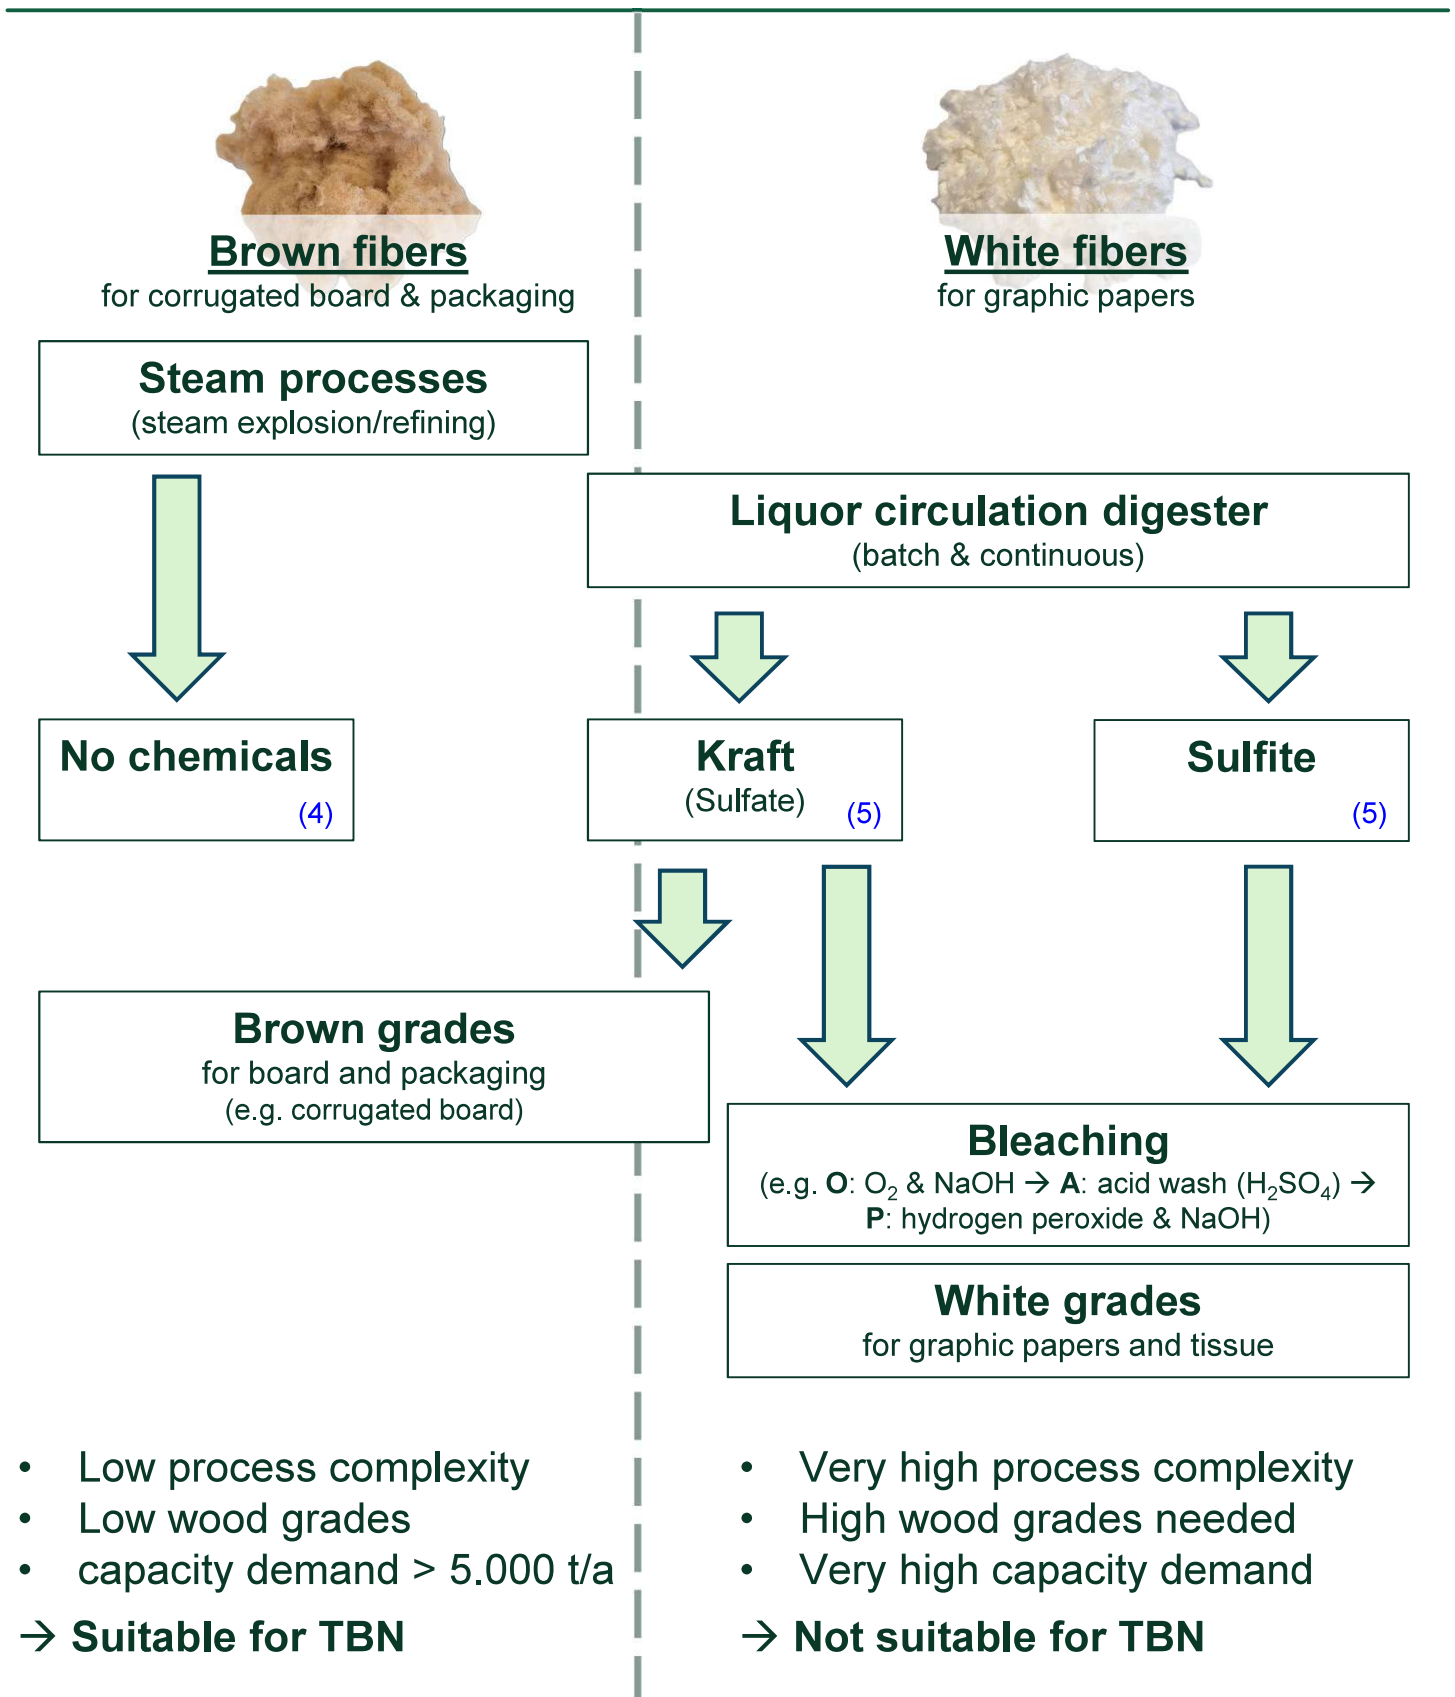 Brown fibers
for corrugated board & packaging
White fibers
for graphic papers
Steam processes
(steam explosion/refining)
Liquor circulation digester
(batch & continuous)
No chemicals
(4)
Kraft
(Sulfate)
(5)
Sulfite
(5)
Brown grades
for board and packaging
(e.g. corrugated board)
Bleaching
(e.g. O: O₂ & NaOH → A: acid wash (H₂SO₄) →
P: hydrogen peroxide & NaOH)
White grades
for graphic papers and tissue
• Low process complexity
• Low wood grades
• capacity demand > 5.000 t/a
→ Suitable for TBN
• Very high process complexity
• High wood grades needed
• Very high capacity demand
→ Not suitable for TBN